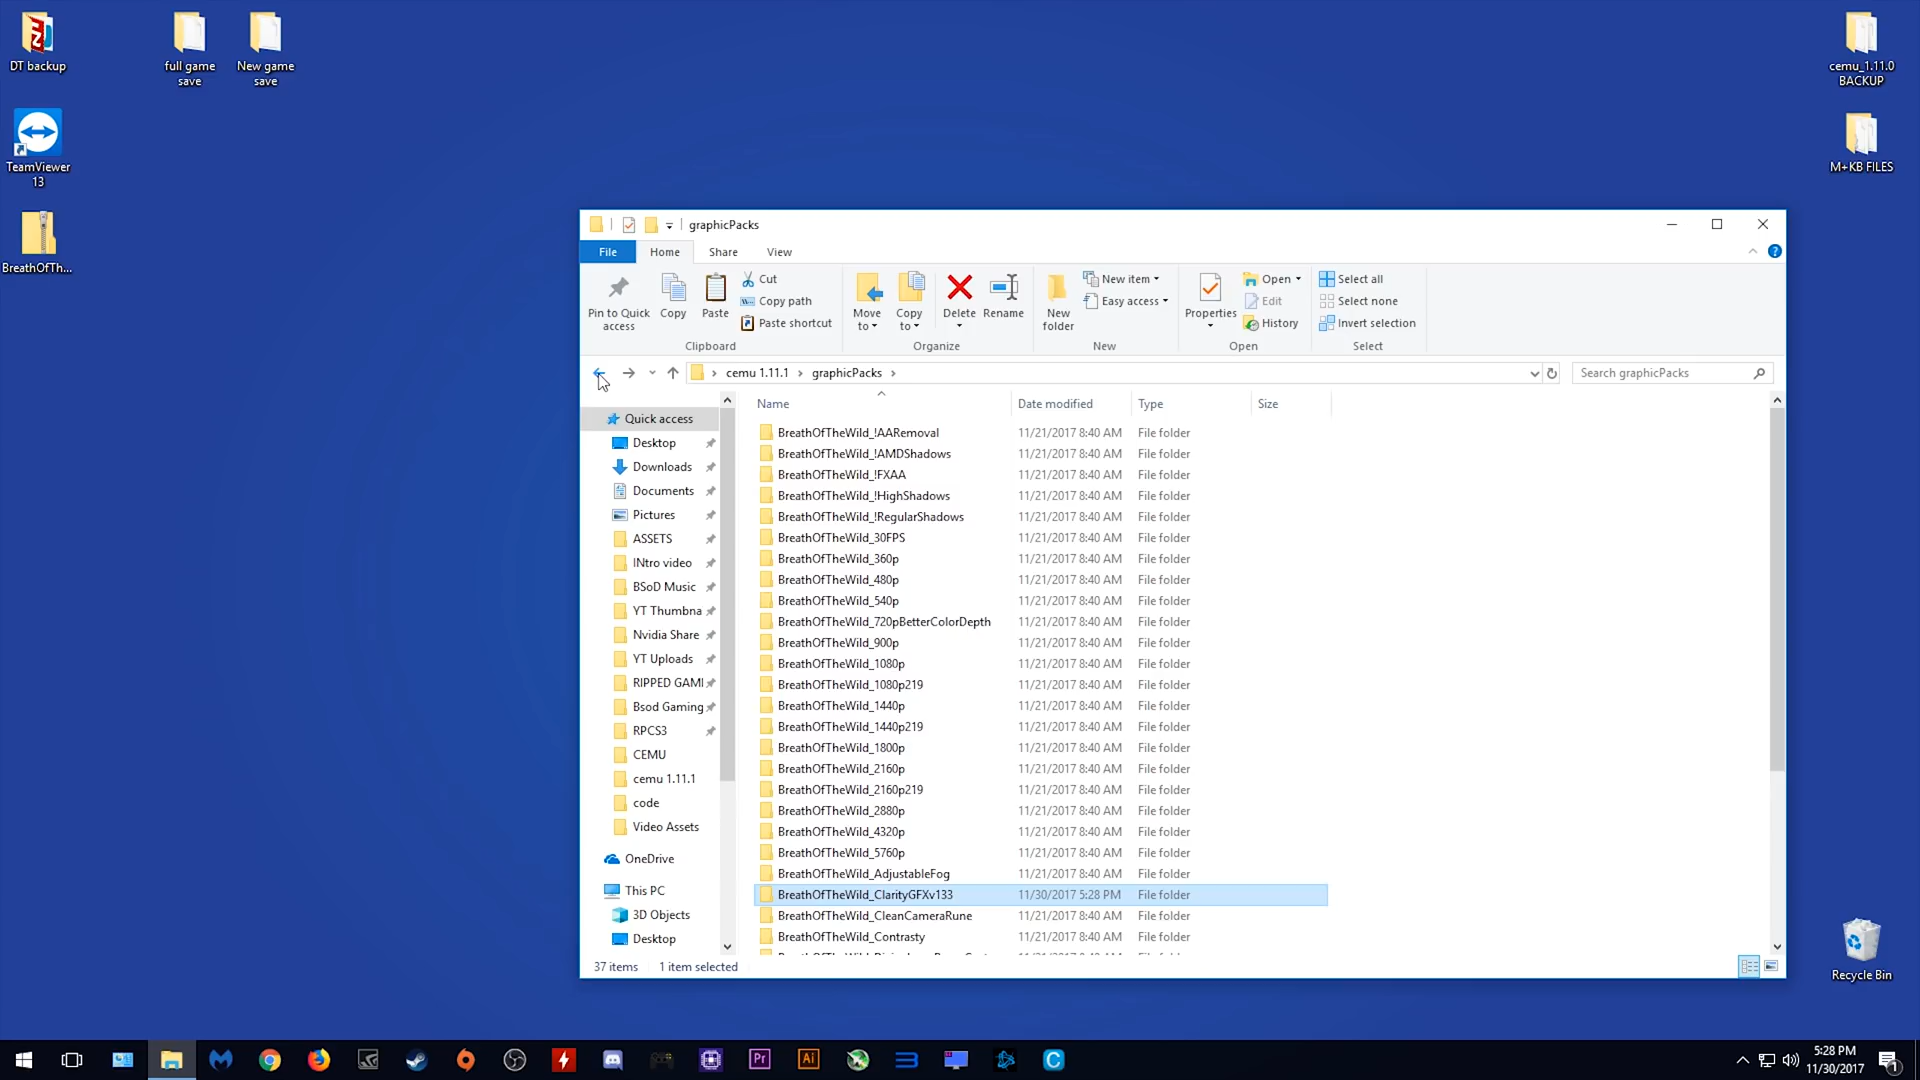 DT backup
full game
save
New game
save
TeamViewer
13
BreathOfTh...
cemu_1.11.0
BACKUP
M+KB FILES
Recycle Bin
graphicPacks
File
Home
Share
View
Pin to Quick
access
Copy
Paste
Cut
Copy path
Paste shortcut
Clipboard
Move
to
Copy
to
Delete
Rename
Organize
New
folder
New item
Easy access
New
Properties
Open
Edit
History
Open
Select all
Select none
Invert selection
Select
cemu 1.11.1
graphicPacks
Search graphicPacks
Quick access
Desktop
Downloads
Documents
Pictures
ASSETS
INtro video
BSoD Music
YT Thumbna
Nvidia Share
YT Uploads
RIPPED GAMI
Bsod Gaming
RPCS3
CEMU
cemu 1.11.1
code
Video Assets
OneDrive
This PC
3D Objects
Desktop
Name Date modified Type Size
BreathOfTheWild_!AARemoval 11/21/2017 8:40 AM File folder
BreathOfTheWild_!AMDShadows 11/21/2017 8:40 AM File folder
BreathOfTheWild_!FXAA 11/21/2017 8:40 AM File folder
BreathOfTheWild_!HighShadows 11/21/2017 8:40 AM File folder
BreathOfTheWild_!RegularShadows 11/21/2017 8:40 AM File folder
BreathOfTheWild_30FPS 11/21/2017 8:40 AM File folder
BreathOfTheWild_360p 11/21/2017 8:40 AM File folder
BreathOfTheWild_480p 11/21/2017 8:40 AM File folder
BreathOfTheWild_540p 11/21/2017 8:40 AM File folder
BreathOfTheWild_720pBetterColorDepth 11/21/2017 8:40 AM File folder
BreathOfTheWild_900p 11/21/2017 8:40 AM File folder
BreathOfTheWild_1080p 11/21/2017 8:40 AM File folder
BreathOfTheWild_1080p219 11/21/2017 8:40 AM File folder
BreathOfTheWild_1440p 11/21/2017 8:40 AM File folder
BreathOfTheWild_1440p219 11/21/2017 8:40 AM File folder
BreathOfTheWild_1800p 11/21/2017 8:40 AM File folder
BreathOfTheWild_2160p 11/21/2017 8:40 AM File folder
BreathOfTheWild_2160p219 11/21/2017 8:40 AM File folder
BreathOfTheWild_2880p 11/21/2017 8:40 AM File folder
BreathOfTheWild_4320p 11/21/2017 8:40 AM File folder
BreathOfTheWild_5760p 11/21/2017 8:40 AM File folder
BreathOfTheWild_AdjustableFog 11/21/2017 8:40 AM File folder
BreathOfTheWild_ClarityGFXv133 11/30/2017 5:28 PM File folder
BreathOfTheWild_CleanCameraRune 11/21/2017 8:40 AM File folder
BreathOfTheWild_Contrasty 11/21/2017 8:40 AM File folder
37 items
1 item selected
Pr
Ai
5:28 PM
11/30/2017
1